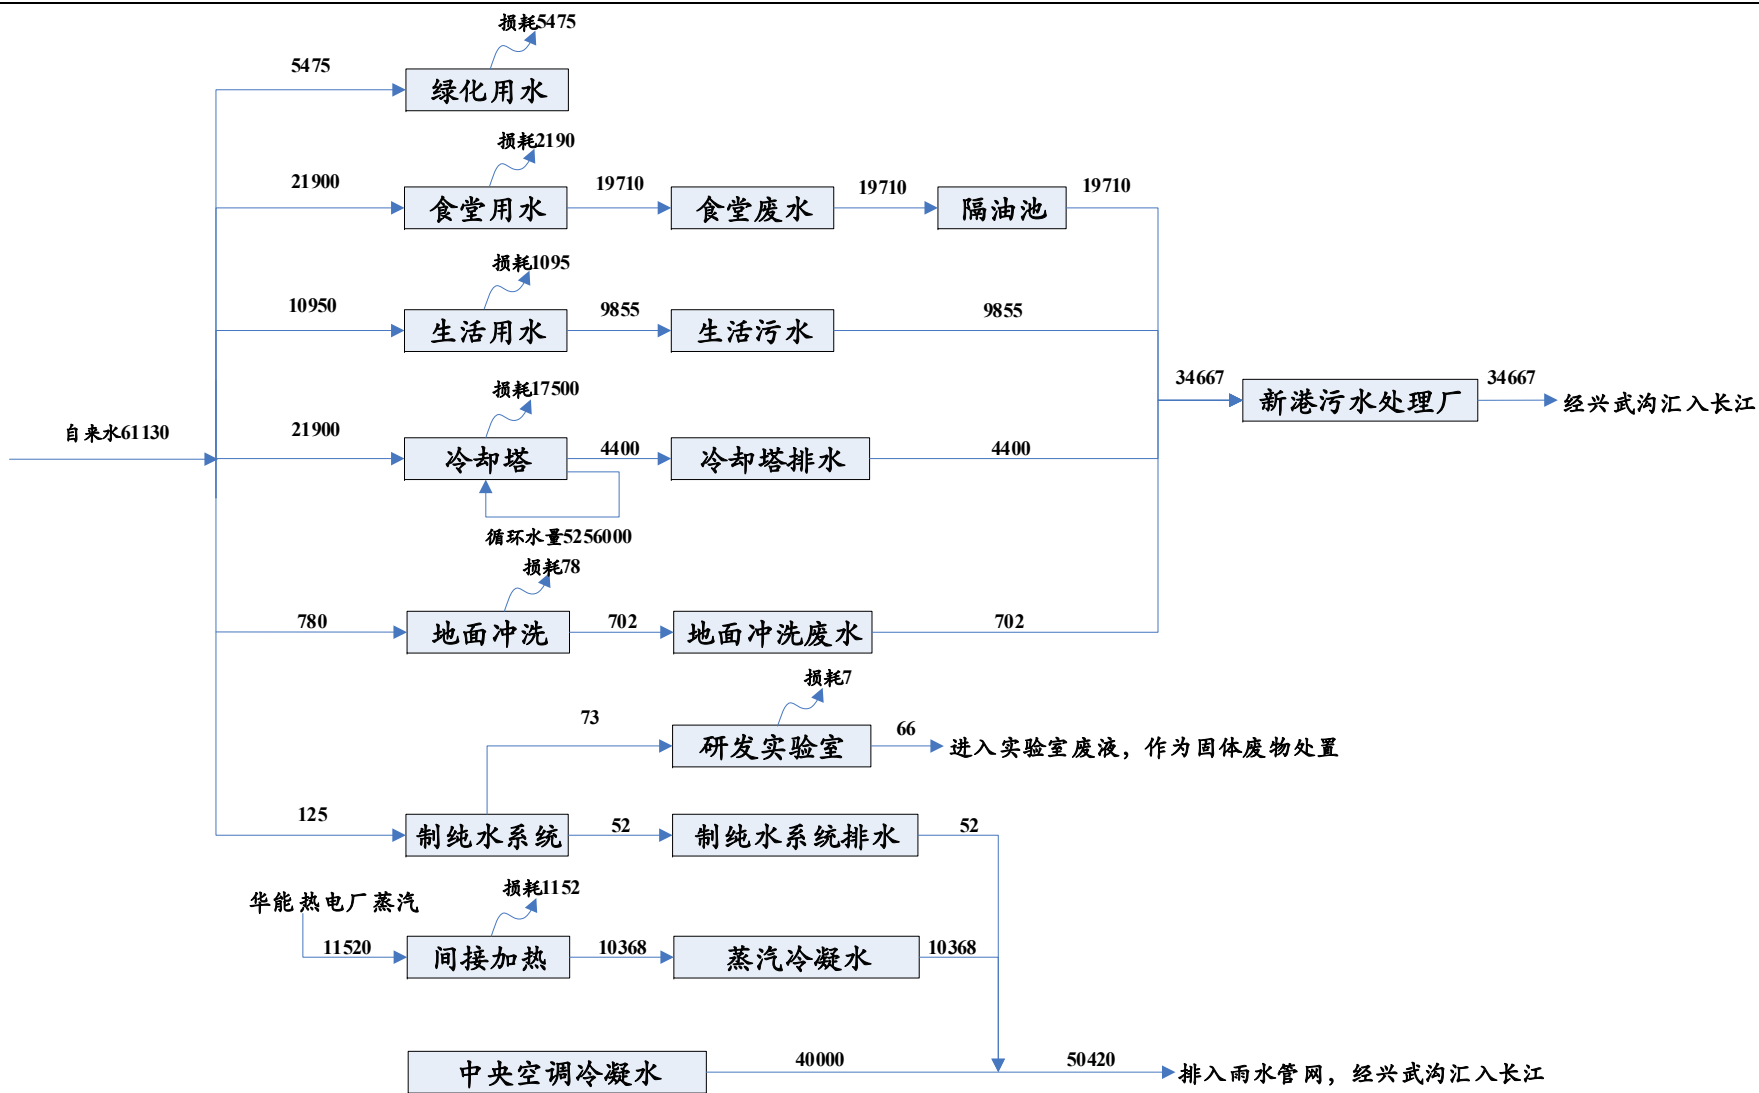 损耗5475
5475
绿化用水
损耗2190
21900
食堂用水
19710
食堂废水
19710
隔油池
19710
损耗1095
10950
生活用水
9855
生活污水
9855
34667
新港污水处理厂
34667
经兴武沟汇入长江
损耗17500
自来水61130
21900
冷却塔
4400
冷却塔排水
4400
循环水量5256000
损耗78
780
地面冲洗
702
地面冲洗废水
702
损耗7
73
研发实验室
66
进入实验室废液，作为固体废物处置
125
制纯水系统
52
制纯水系统排水
52
华能热电厂蒸汽
损耗1152
11520
间接加热
10368
蒸汽冷凝水
10368
中央空调冷凝水
40000
50420
排入雨水管网，经兴武沟汇入长江